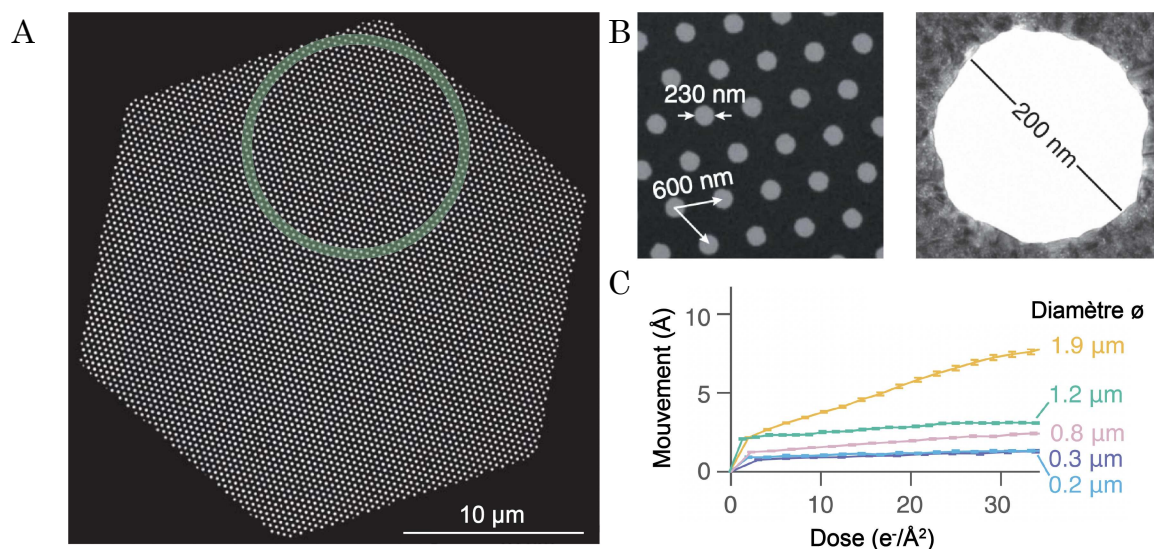 A
10 µm
B
230 nm
600 nm
200 nm
C
Mouvement (Å)
10
5
0
0
10
20
30
Dose (e⁻/Å²)
Diamètre ø
1.9 µm
1.2 µm
0.8 µm
0.3 µm
0.2 µm